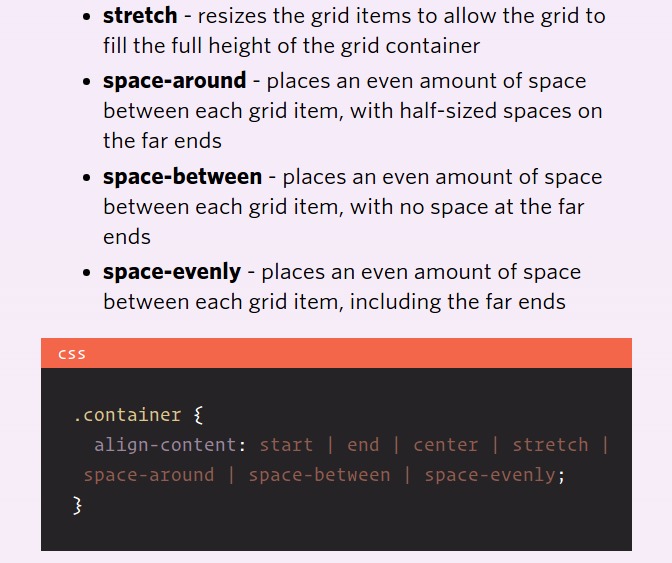 • stretch - resizes the grid items to allow the grid to
fill the full height of the grid container
• space-around - places an even amount of space
between each grid item, with half-sized spaces on
the far ends
• space-between - places an even amount of space
between each grid item, with no space at the far
ends
• space-evenly - places an even amount of space
between each grid item, including the far ends
css
.container {
  align-content: start | end | center | stretch |
 space-around | space-between | space-evenly;
}